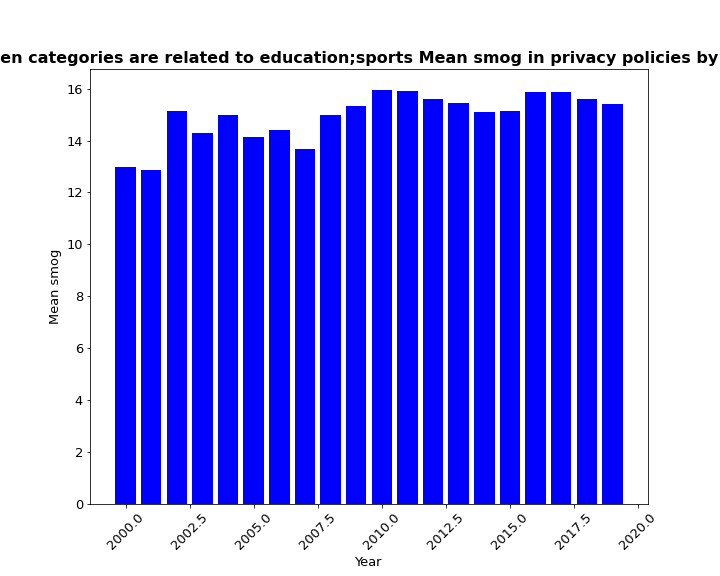 en categories are related to education;sports Mean smog in privacy policies by
16
14
12
10
8
6
4
2
0
Mean smog
2000.0 2002.5 2005.0 2007.5 2010.0 2012.5 2015.0 2017.5 2020.0
Year